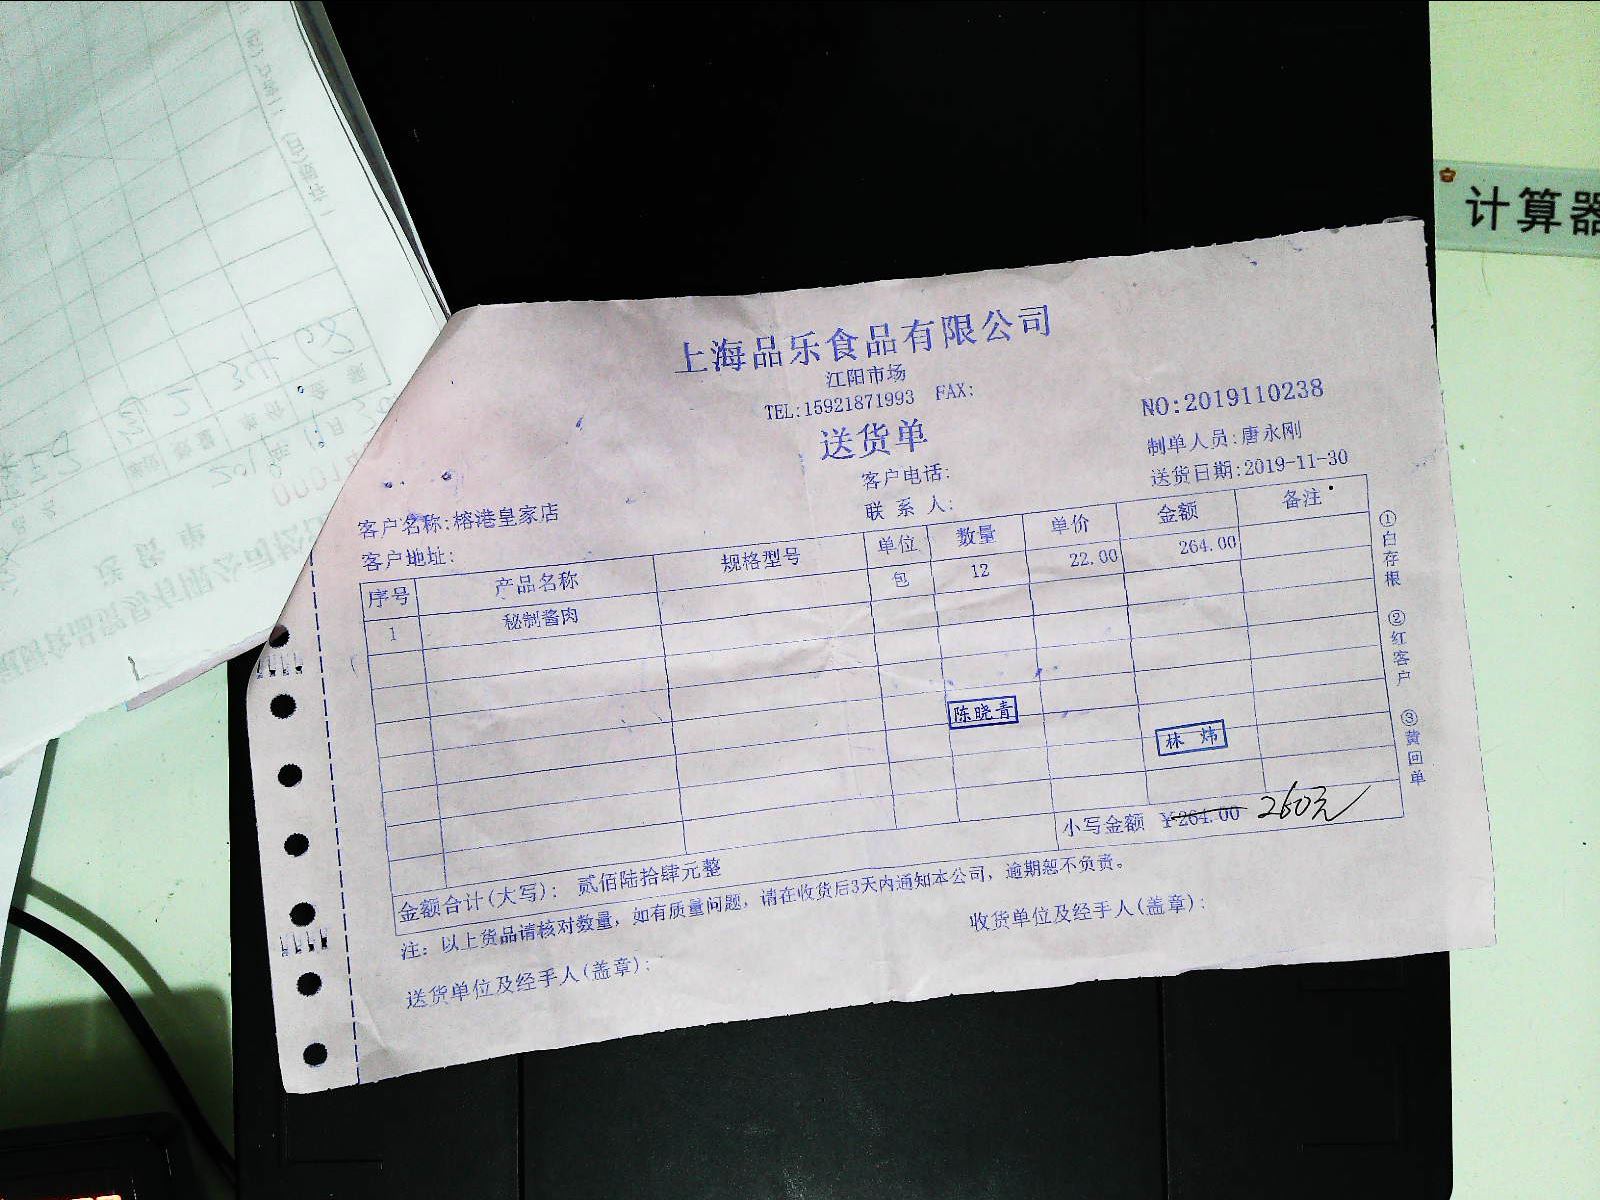 计算器
上海品乐食品有限公司
江阳市场
TEL:15921871993 FAX:
送货单
NO:2019110238
制单人员:唐永刚
客户电话:
送货日期:2019-11-30
客户名称:榕港皇家店
联系人:
客户地址:
序号 产品名称 规格型号 单位 数量 单价 金额 备注
1 秘制酱肉 包 12 22.00 264.00
陈晓青
林炜
小写金额 ¥264.00 260元
金额合计(大写): 贰佰陆拾肆元整
注: 以上货品请核对数量, 如有质量问题, 请在收货后3天内通知本公司, 逾期恕不负责。
送货单位及经手人(盖章):
收货单位及经手人(盖章):
①白存根 ②红客户 ③黄回单